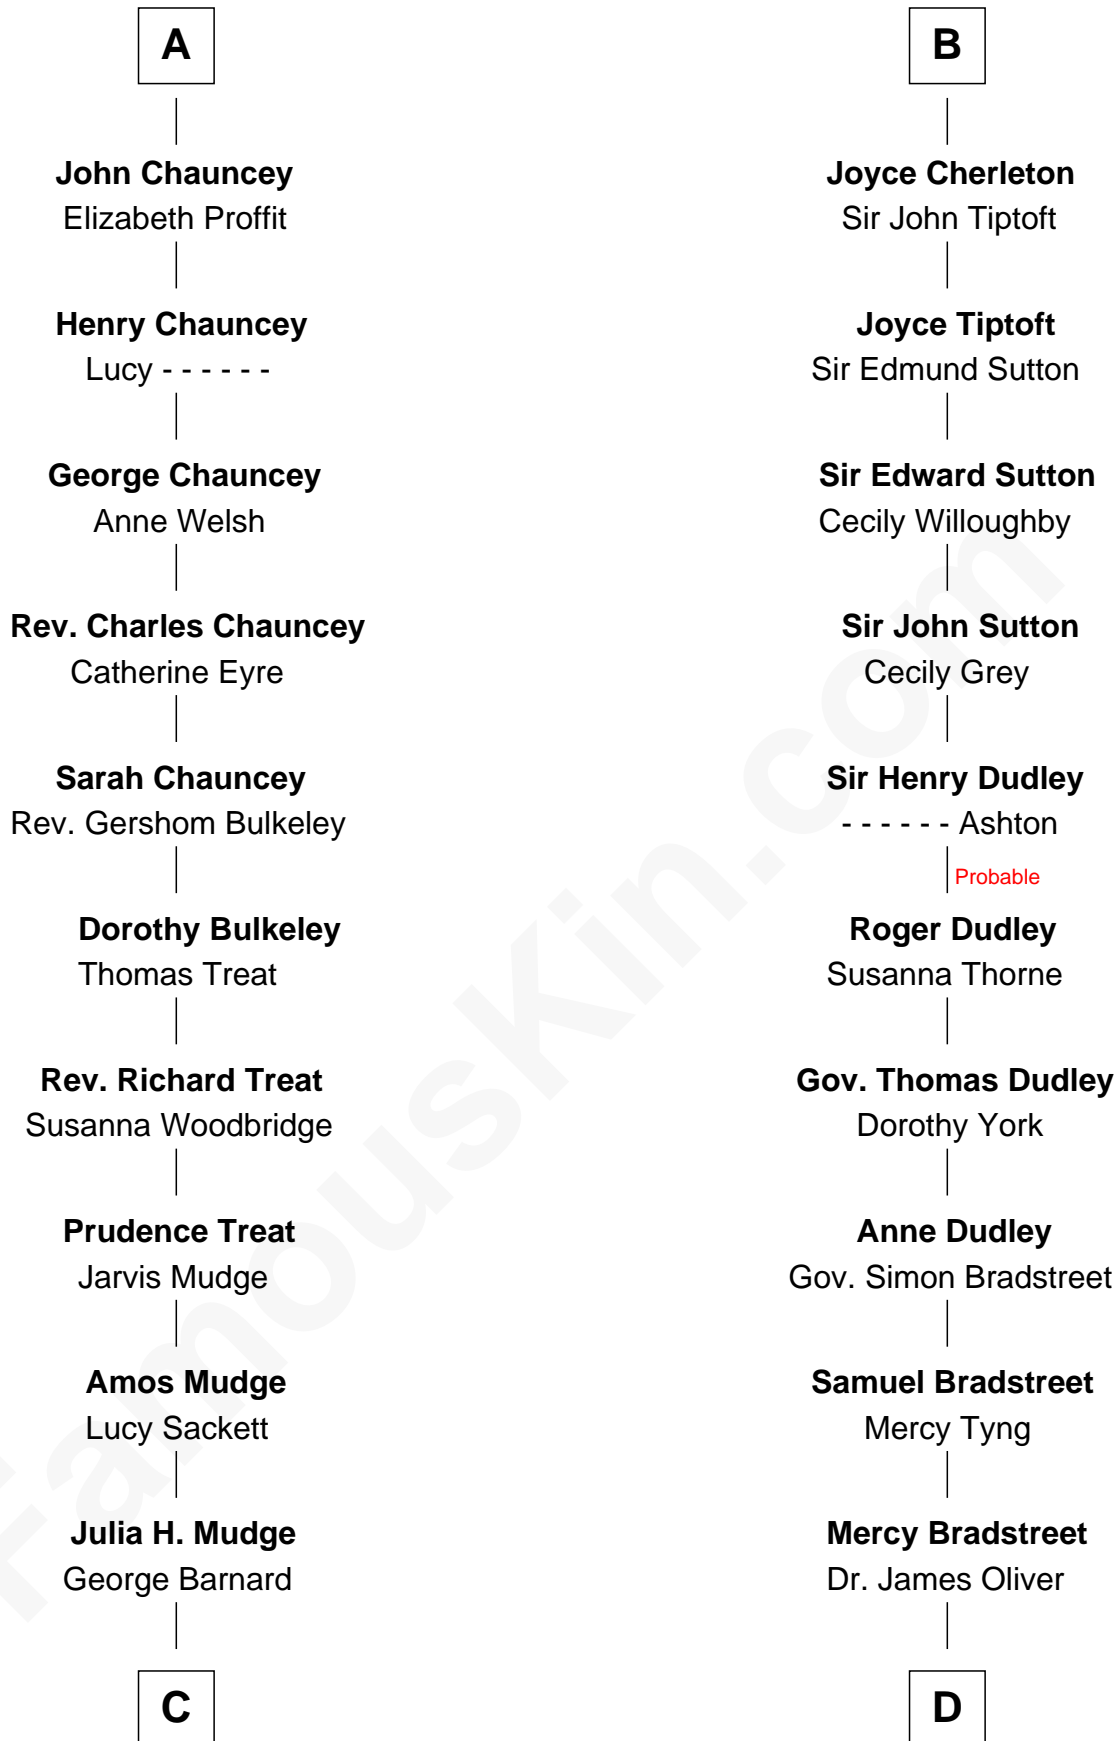 A
John Chauncey
Elizabeth Proffit
Henry Chauncey
Lucy - - - - - -
George Chauncey
Anne Welsh
Rev. Charles Chauncey
Catherine Eyre
Sarah Chauncey
Rev. Gershom Bulkeley
Dorothy Bulkeley
Thomas Treat
Rev. Richard Treat
Susanna Woodbridge
Prudence Treat
Jarvis Mudge
Amos Mudge
Lucy Sackett
Julia H. Mudge
George Barnard
C
B
Joyce Cherleton
Sir John Tiptoft
Joyce Tiptoft
Sir Edmund Sutton
Sir Edward Sutton
Cecily Willoughby
Sir John Sutton
Cecily Grey
Sir Henry Dudley
- - - - - - Ashton
Probable
Roger Dudley
Susanna Thorne
Gov. Thomas Dudley
Dorothy York
Anne Dudley
Gov. Simon Bradstreet
Samuel Bradstreet
Mercy Tyng
Mercy Bradstreet
Dr. James Oliver
D
FamousKin.com